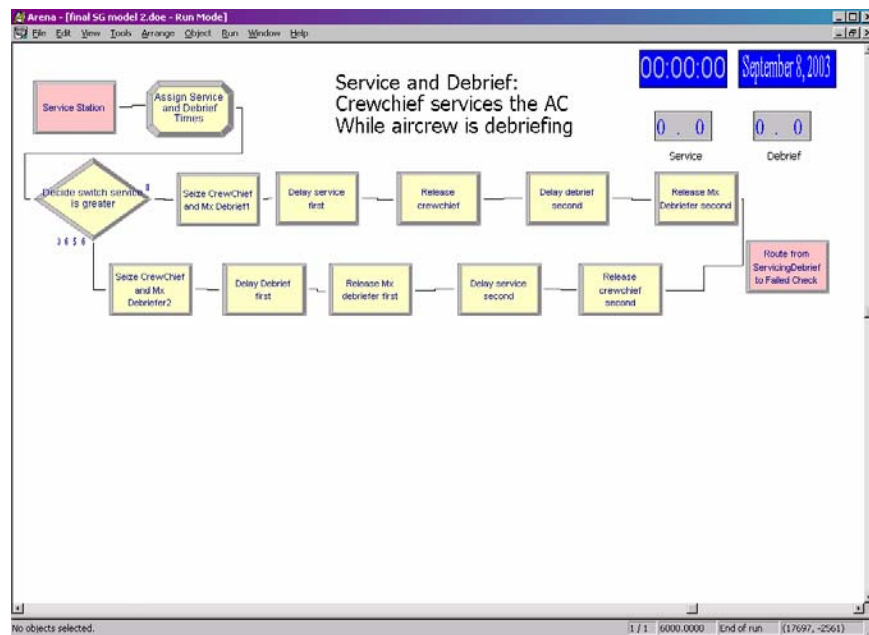 Arena - [final SG model 2.doe - Run Mode]
File Edit View Tools Arrange Object Run Window Help
Service and Debrief:
Crewchief services the AC
While aircrew is debriefing
00:00:00
September 8, 2003
0 . 0
Service
0 . 0
Debrief
Service Station
Assign Service
and Debrief
Times
Decide switch service
is greater
3 6 5 6
Seize CrewChief
and Mx Debrief1
Delay service
first
Release
crewchief
Delay debrief
second
Release Mx
Debriefer second
Route from
ServicingDebrief
to Failed Check
Seize CrewChief
and Mx
Debriefer2
Delay Debrief
first
Release Mx
debriefer first
Delay service
second
Release
crewchief
second
No objects selected.
1 / 1
6000.0000
End of run
(17697, -2561)